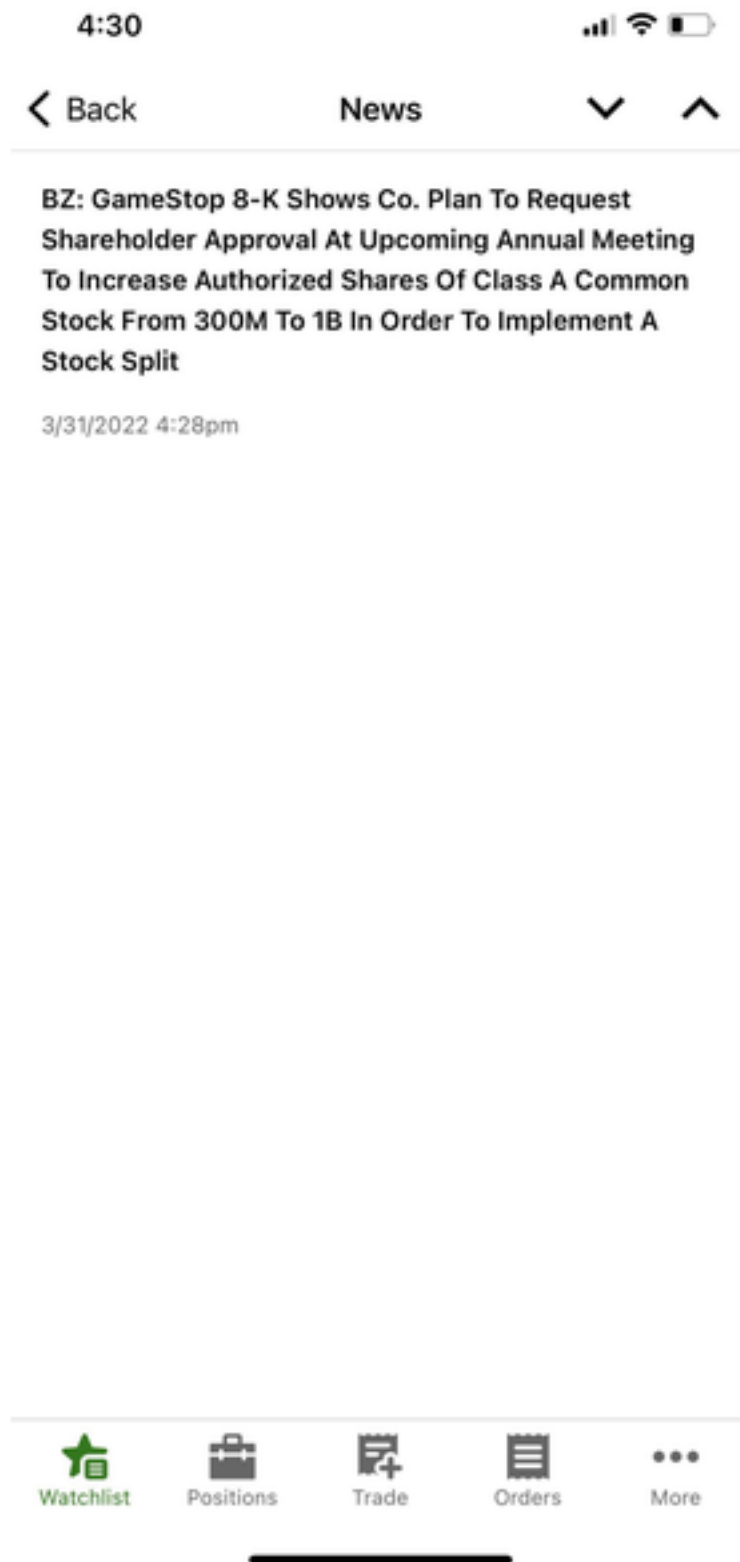 4:30
Back News
BZ: GameStop 8-K Shows Co. Plan To Request
Shareholder Approval At Upcoming Annual Meeting
To Increase Authorized Shares Of Class A Common
Stock From 300M To 1B In Order To Implement A
Stock Split
3/31/2022 4:28pm
Watchlist Positions Trade Orders More